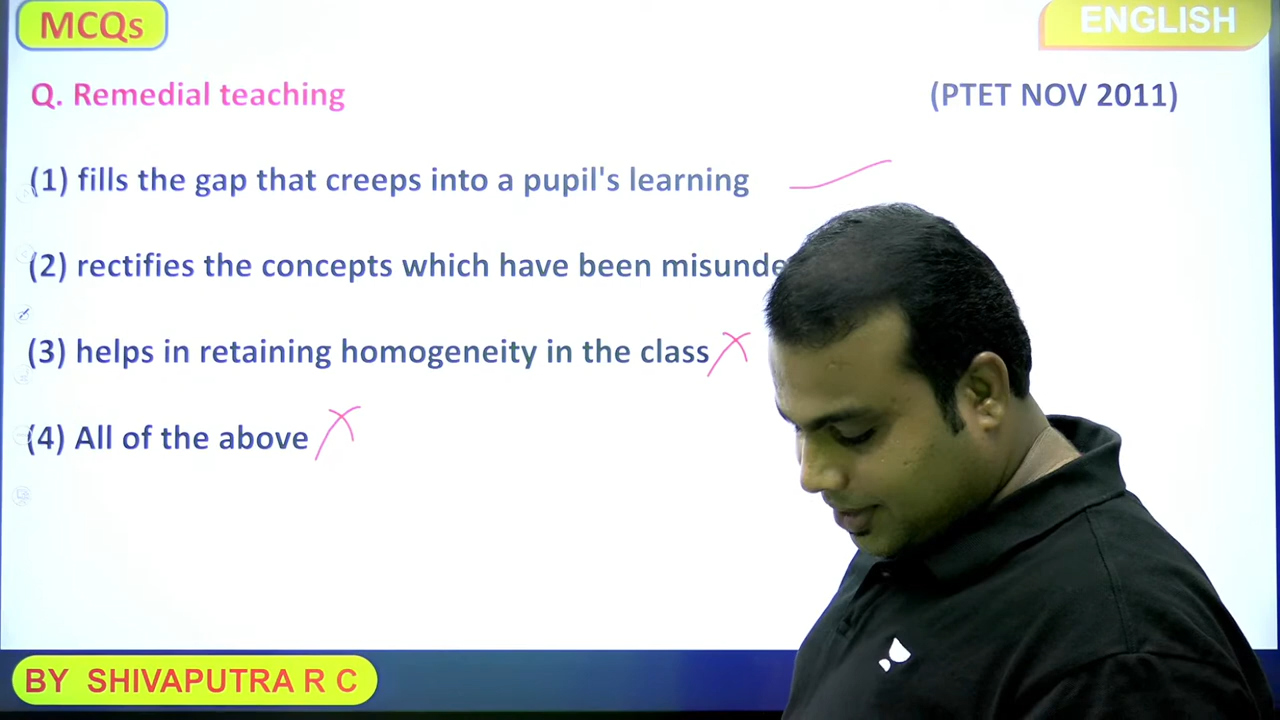 MCQs
ENGLISH
Q. Remedial teaching
(PTET NOV 2011)
(1) fills the gap that creeps into a pupil's learning
(2) rectifies the concepts which have been
(3) helps in retaining homogeneity in the class
(4) All of the above
BY SHIVAPUTRA R C